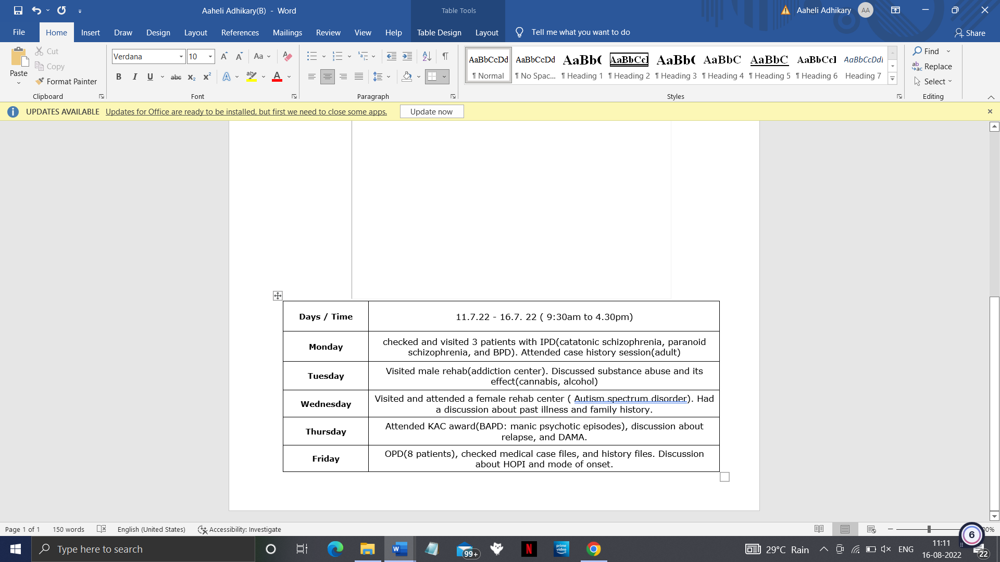 Aaheli Adhikary(B) - Word
Table Tools
Aaheli Adhikary
AA
File
Home
Insert
Draw
Design
Layout
References
Mailings
Review
View
Help
Table Design
Layout
Tell me what you want to do
Share
Paste
Cut
Copy
Format Painter
Clipboard
Verdana
10
Font
Paragraph
AaBbCcDd
¶ Normal
AaBbCcDd
¶ No Spac...
AaBb(
¶ Heading 1
AaBbCcI
¶ Heading 2
AaBb(
¶ Heading 3
AaBbC
¶ Heading 4
AaBbC
¶ Heading 5
AaBbCcI
¶ Heading 6
AaBbCcDdI
Heading 7
Styles
Find
Replace
Select
Editing
UPDATES AVAILABLE Updates for Office are ready to be installed, but first we need to close some apps. Update now
Days / Time
11.7.22 - 16.7. 22 ( 9:30am to 4.30pm)
Monday
checked and visited 3 patients with IPD(catatonic schizophrenia, paranoid
schizophrenia, and BPD). Attended case history session(adult)
Tuesday
Visited male rehab(addiction center). Discussed substance abuse and its
effect(cannabis, alcohol)
Wednesday
Visited and attended a female rehab center ( Autism spectrum disorder). Had
a discussion about past illness and family history.
Thursday
Attended KAC award(BAPD: manic psychotic episodes), discussion about
relapse, and DAMA.
Friday
OPD(8 patients), checked medical case files, and history files. Discussion
about HOPI and mode of onset.
Page 1 of 1
150 words
English (United States)
Accessibility: Investigate
00%
6
Type here to search
99+
prime video
29°C Rain
ENG
11:11
16-08-2022
22